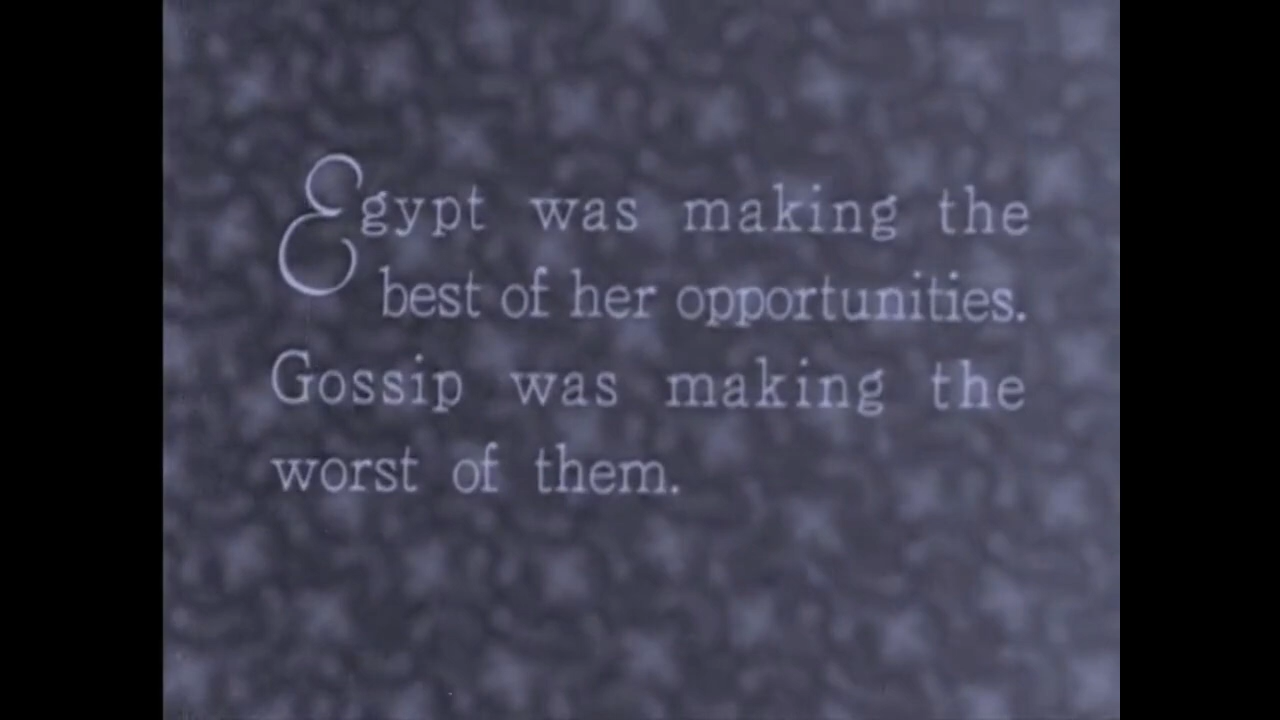 Egypt was making the
best of her opportunities.
Gossip was making the
worst of them.